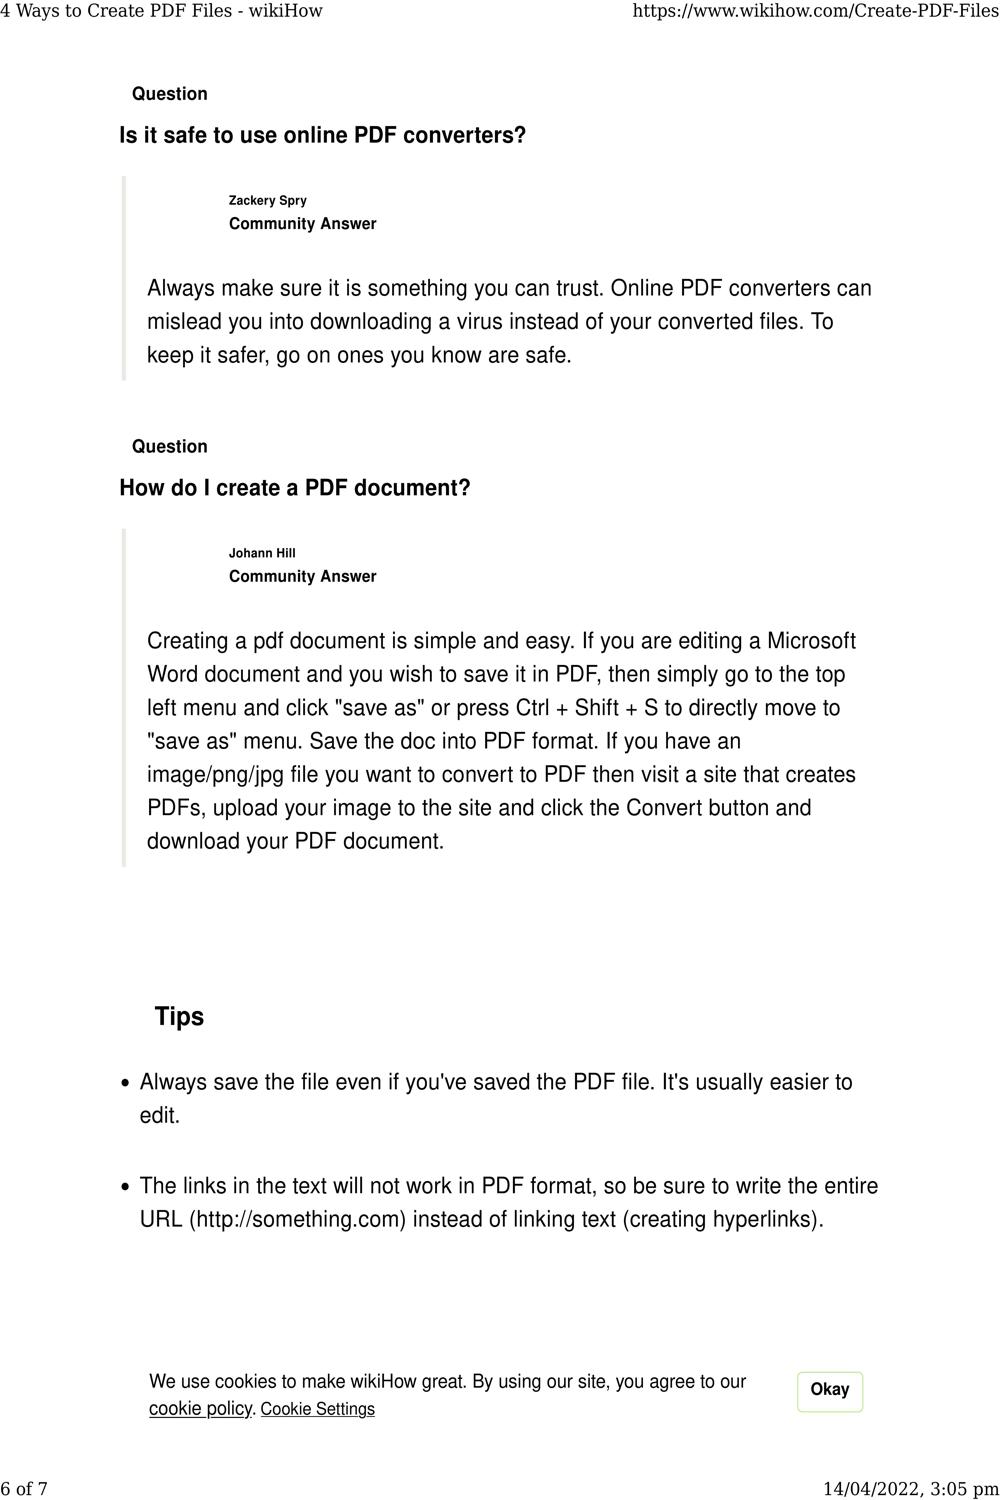 4 Ways to Create PDF Files - wikiHow https://www.wikihow.com/Create-PDF-Files
Question
Is it safe to use online PDF converters?
Zackery Spry
Community Answer
Always make sure it is something you can trust. Online PDF converters can
mislead you into downloading a virus instead of your converted files. To
keep it safer, go on ones you know are safe.
Question
How do I create a PDF document?
Johann Hill
Community Answer
Creating a pdf document is simple and easy. If you are editing a Microsoft
Word document and you wish to save it in PDF, then simply go to the top
left menu and click "save as" or press Ctrl + Shift + S to directly move to
"save as" menu. Save the doc into PDF format. If you have an
image/png/jpg file you want to convert to PDF then visit a site that creates
PDFs, upload your image to the site and click the Convert button and
download your PDF document.
Tips
• Always save the file even if you've saved the PDF file. It's usually easier to
edit.
• The links in the text will not work in PDF format, so be sure to write the entire
URL (http://something.com) instead of linking text (creating hyperlinks).
We use cookies to make wikiHow great. By using our site, you agree to our
cookie policy. Cookie Settings
Okay
6 of 7 14/04/2022, 3:05 pm